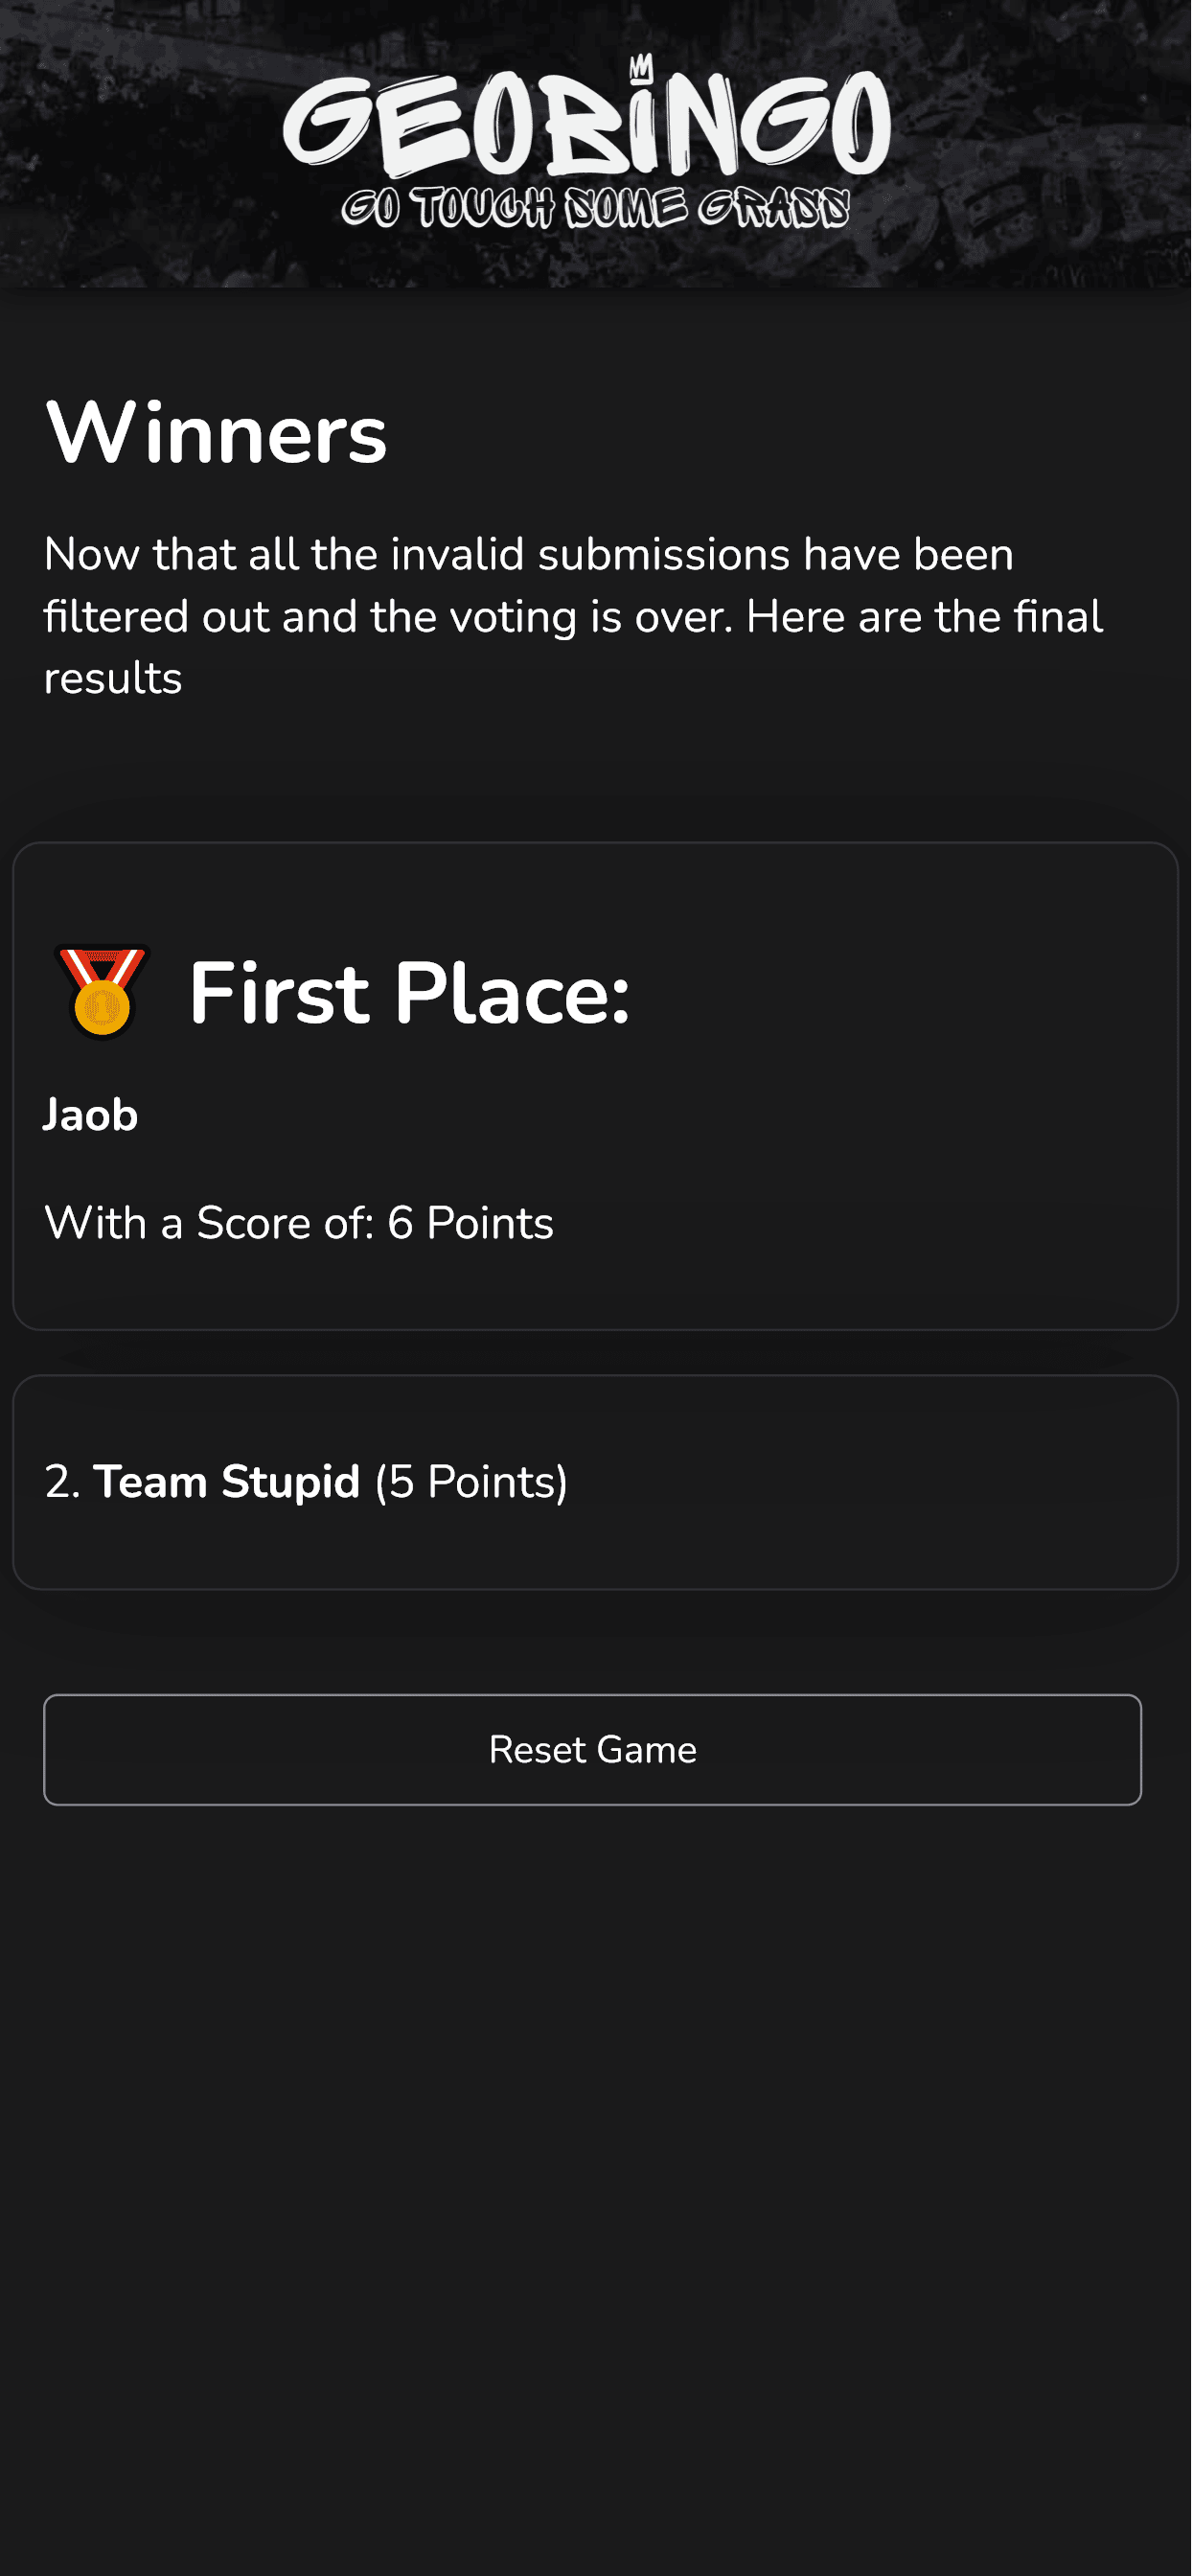 GEOBINGO
GO TOUCH SOME GRASS
Winners
Now that all the invalid submissions have been
filtered out and the voting is over. Here are the final
results
First Place:
Jaob
With a Score of: 6 Points
2. Team Stupid (5 Points)
Reset Game